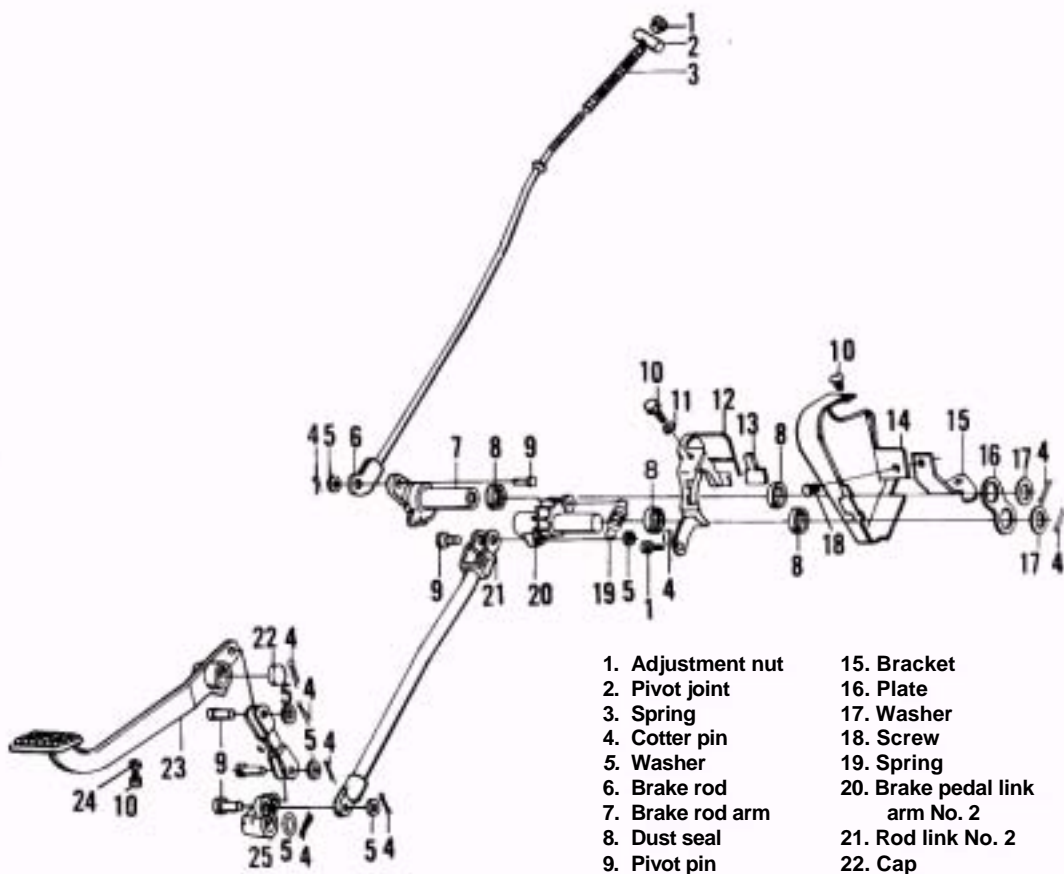 1
2
3
10
10
4 5 6 7 8 9
11 12 13 8
14 15 16 17 4
8
9 21 20 19 5 1 4
8 18 17 4
22 4
5 4
23 9 5 4
24 10
25 5 4 5 4
1. Adjustment nut
2. Pivot joint
3. Spring
4. Cotter pin
5. Washer
6. Brake rod
7. Brake rod arm
8. Dust seal
9. Pivot pin
15. Bracket
16. Plate
17. Washer
18. Screw
19. Spring
20. Brake pedal link
arm No. 2
21. Rod link No. 2
22. Cap